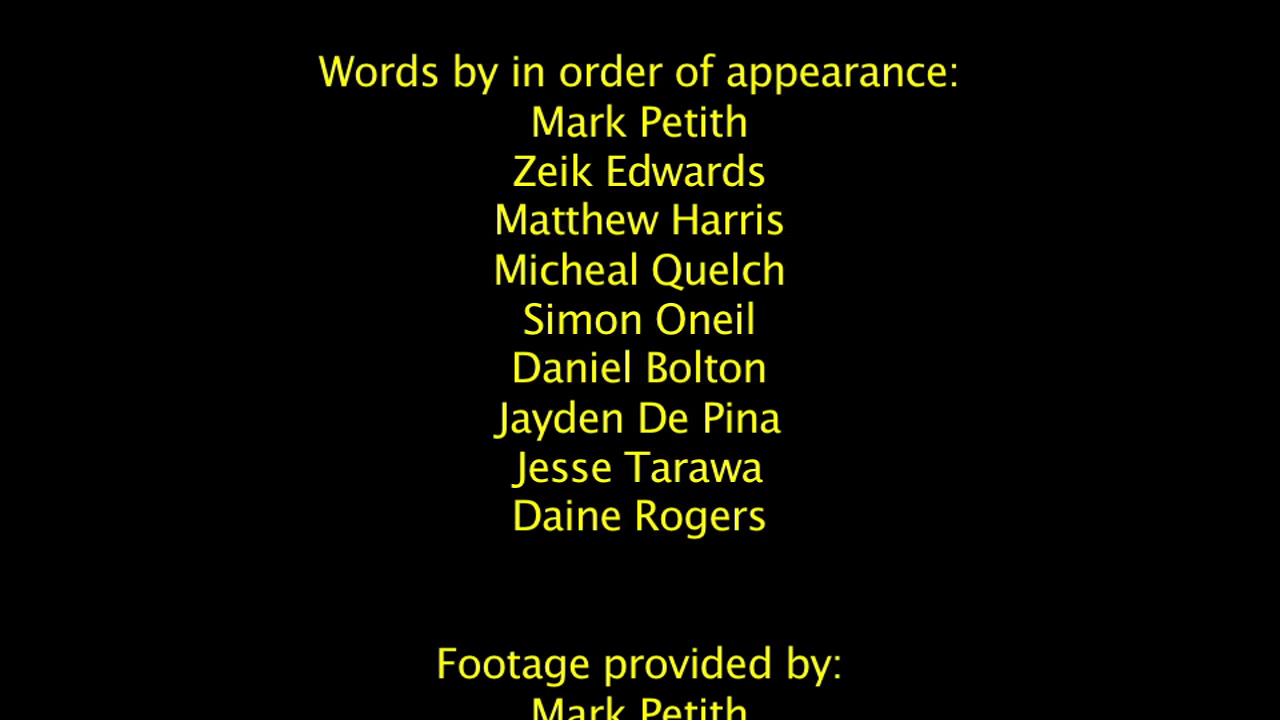 Words by in order of appearance:
Mark Petith
Zeik Edwards
Matthew Harris
Micheal Quelch
Simon Oneil
Daniel Bolton
Jayden De Pina
Jesse Tarawa
Daine Rogers
Footage provided by:
Mark Petith